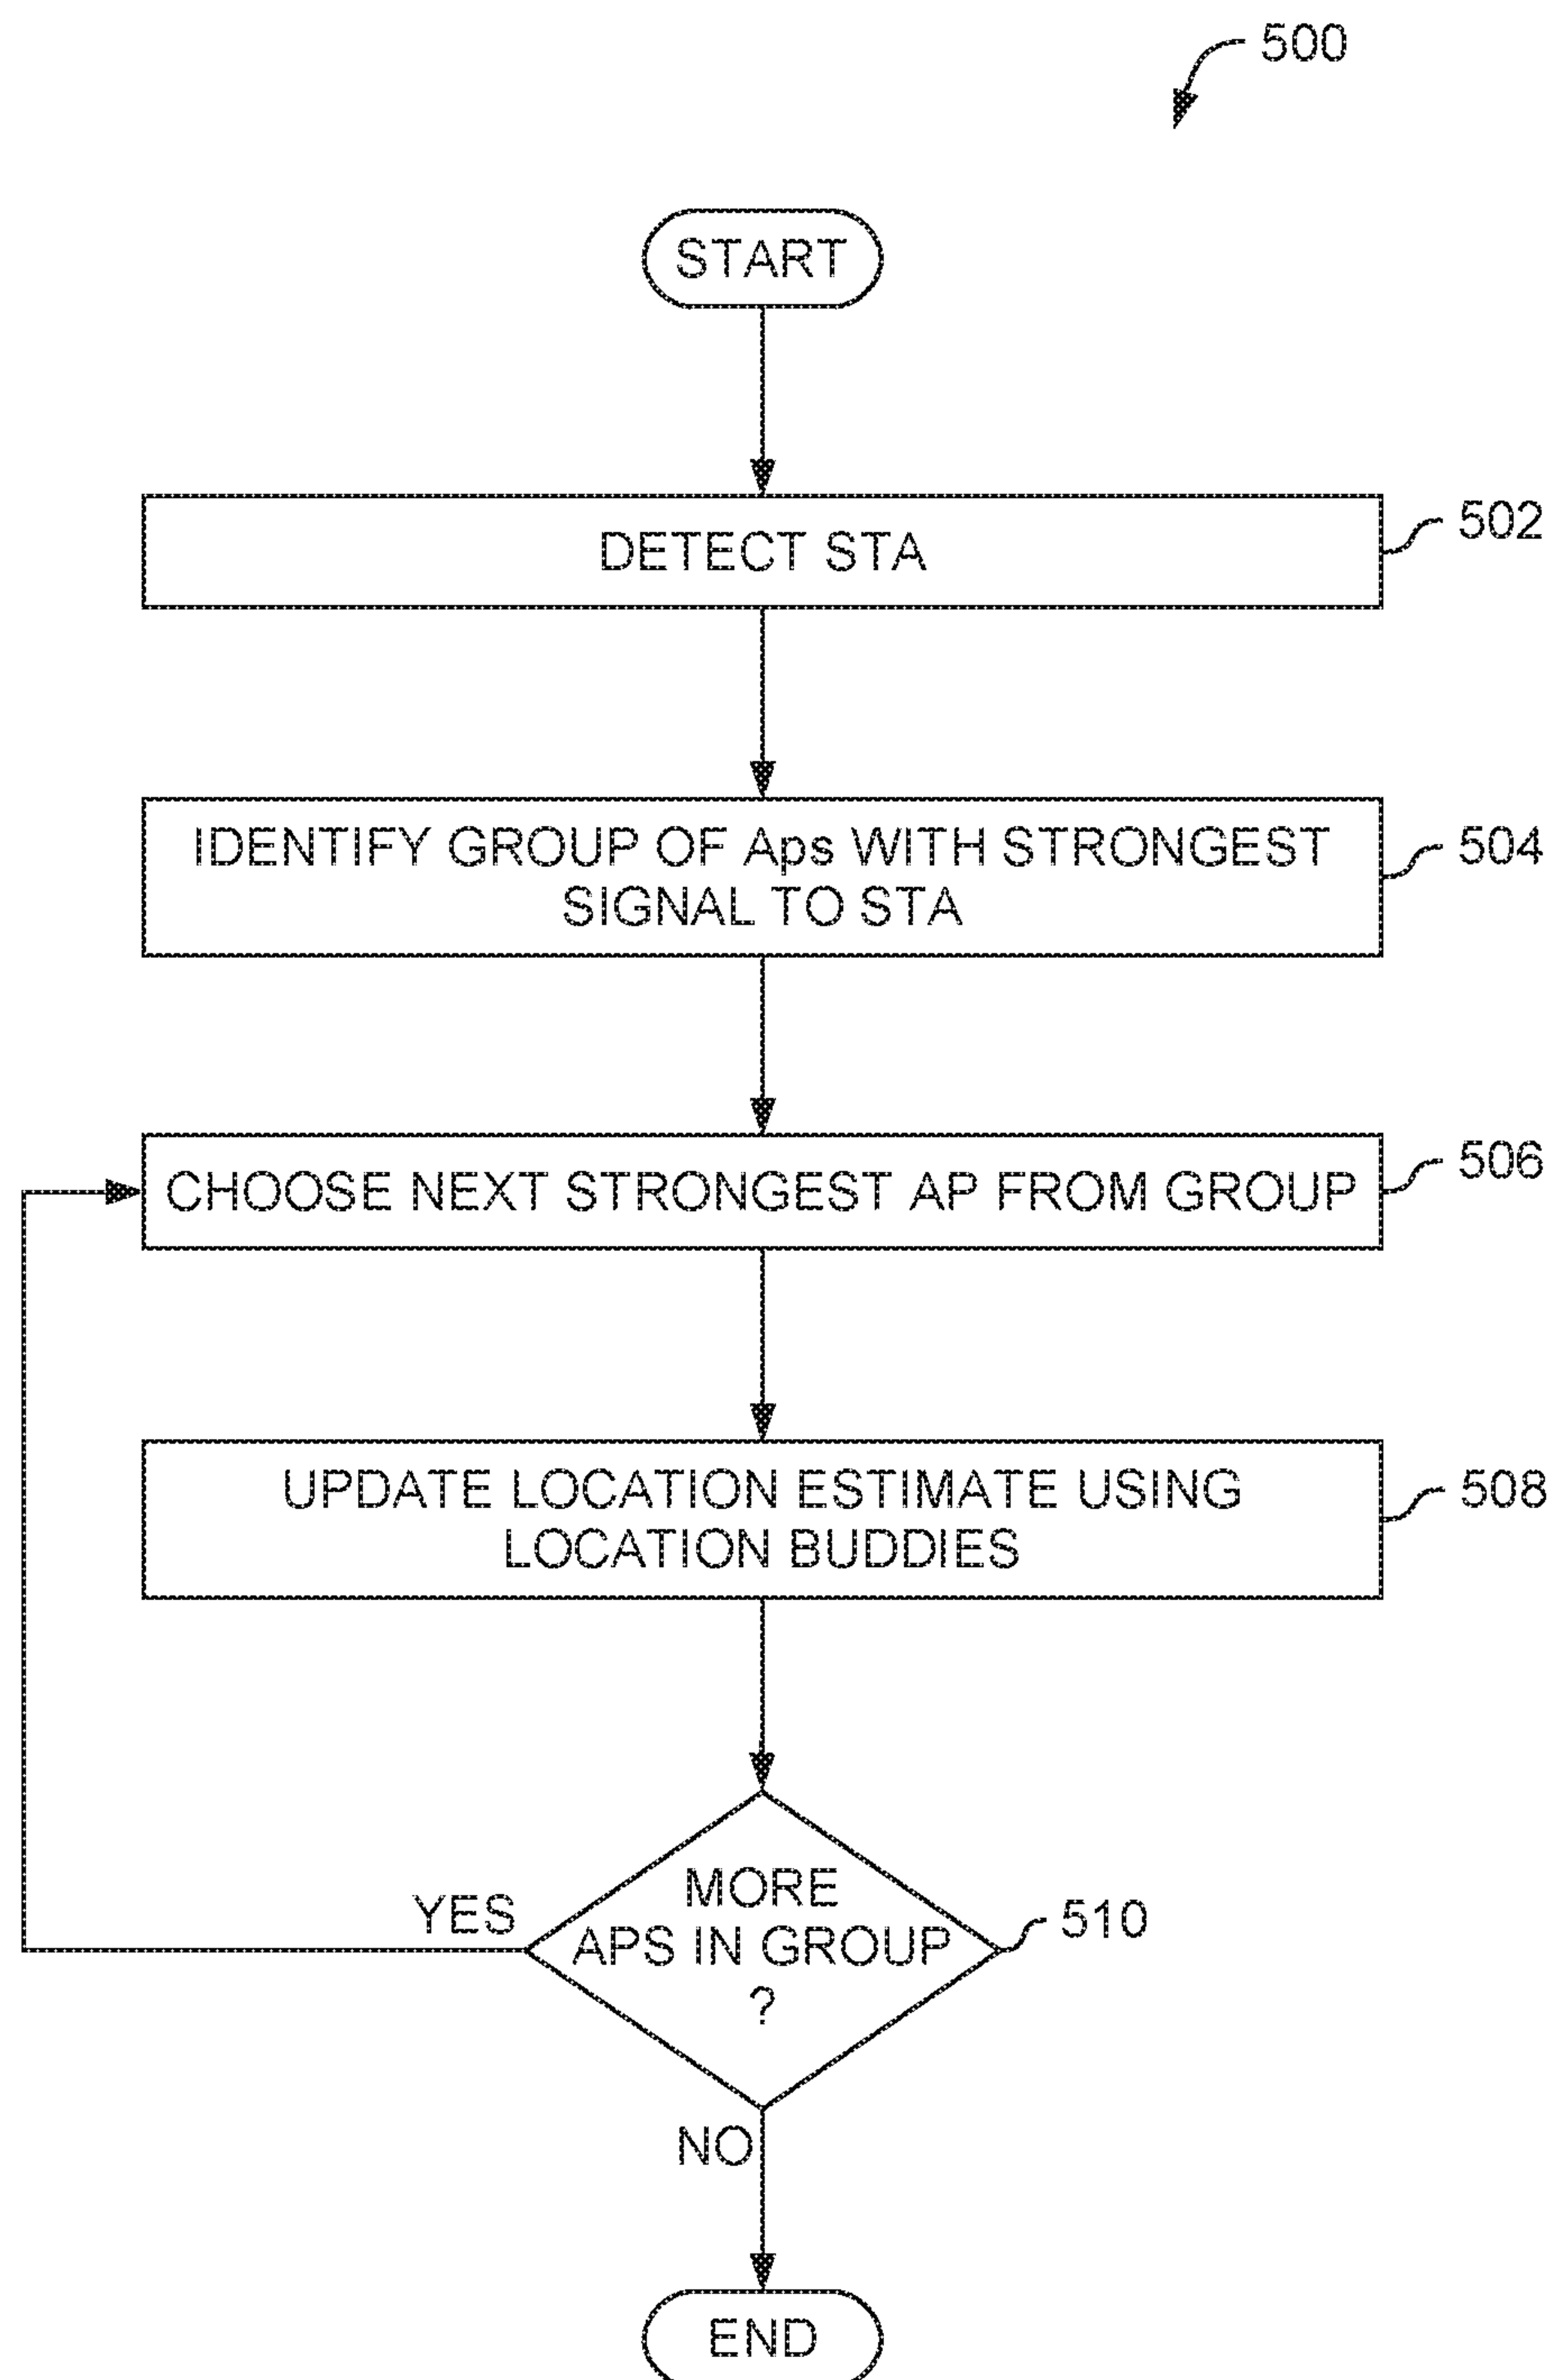 500
START
DETECT STA
502
IDENTIFY GROUP OF Aps WITH STRONGEST
SIGNAL TO STA
504
CHOOSE NEXT STRONGEST AP FROM GROUP
506
UPDATE LOCATION ESTIMATE USING
LOCATION BUDDIES
508
MORE
APS IN GROUP
?
510
YES
NO
END